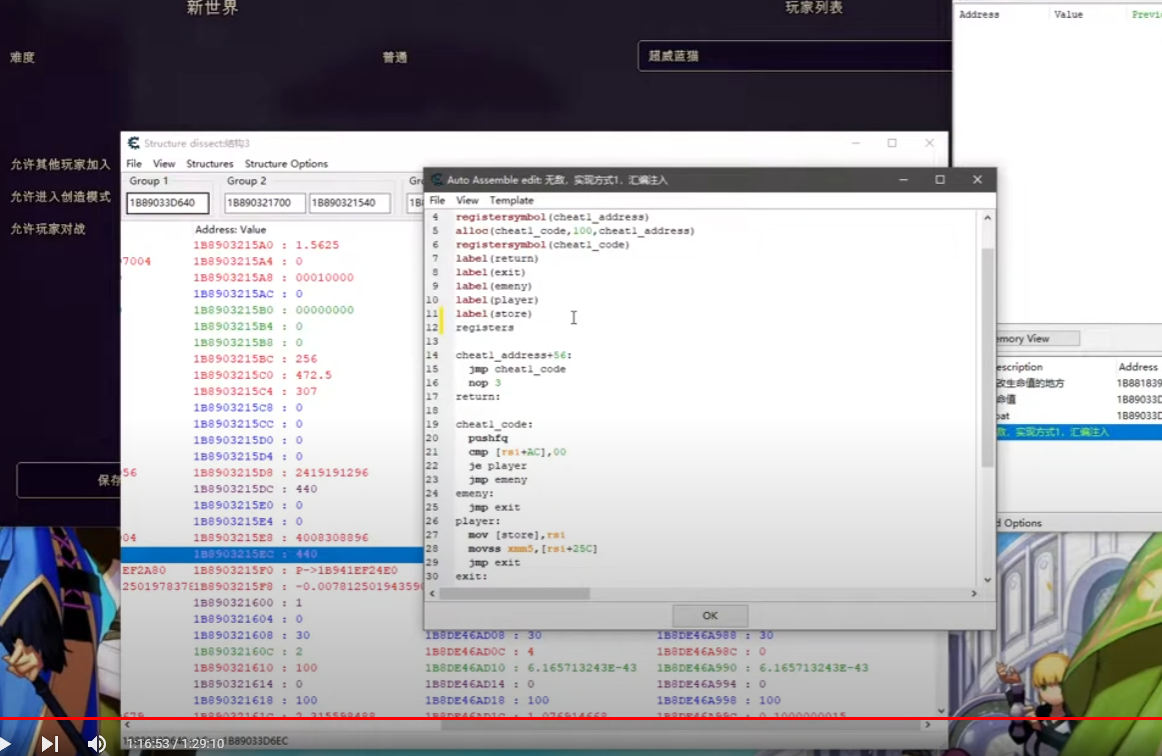 新世界
玩家列表
难度
普通
超威蓝猫
允许其他玩家加入
允许进入创造模式
允许玩家对战
Address Value
Structure dissect:结构3
File View Structures Structure Options
Group 1 Group 2
1B89033D640 1B890321700 1B890321540
Address: Value
1B8903215A0 : 1.5625
7004 1B8903215A4 : 0
1B8903215A8 : 00010000
1B8903215AC : 0
1B8903215B0 : 00000000
1B8903215B4 : 0
1B8903215B8 : 0
1B8903215BC : 256
1B8903215C0 : 472.5
1B8903215C4 : 307
1B8903215C8 : 0
1B8903215CC : 0
1B8903215D0 : 0
1B8903215D4 : 0
56 1B8903215D8 : 2419191296
1B8903215DC : 440
1B8903215E0 : 0
1B8903215E4 : 0
04 1B8903215E8 : 4008308896
1B8903215EC : 440
EF2A80 1B8903215F0 : P->1B941EF24E0
1B8903215F8 : -0.0078125019435
1B890321600 : 1
1B890321604 : 0
1B890321608 : 30 1B8DE46AD08 : 30 1B8DE46A988 : 30
1B89032160C : 2 1B8DE46AD0C : 4 1B8DE46A98C : 0
1B890321610 : 100 1B8DE46AD10 : 6.165713243E-43 1B8DE46A990 : 6.165713243E-43
1B890321614 : 0 1B8DE46AD14 : 0 1B8DE46A994 : 0
1B890321618 : 100 1B8DE46AD18 : 100 1B8DE46A998 : 100
1B89033D6EC
Auto Assemble edit: 无敌，实现方式1，汇编注入
File View Template
4 registersymbol(cheat1_address)
5 alloc(cheat1_code,100,cheat1_address)
6 registersymbol(cheat1_code)
7 label(return)
8 label(exit)
9 label(emeny)
10 label(player)
11 label(store)
12 registers
13
14 cheat1_address+56:
15 jmp cheat1_code
16 nop 3
17 return:
18
19 cheat1_code:
20 pushfq
21 cmp [rsi+AC],00
22 je player
23 jmp emeny
24 emeny:
25 jmp exit
26 player:
27 mov [store],rsi
28 movss xmm5,[rsi+25C]
29 jmp exit
30 exit:
OK
emory View
escription Address
改生命值的地方 1B881839
命值 1B89033D
oat 1B89033D
敌，实现方式1，汇编注入
d Options
保存
1:16:53 / 1:29:10